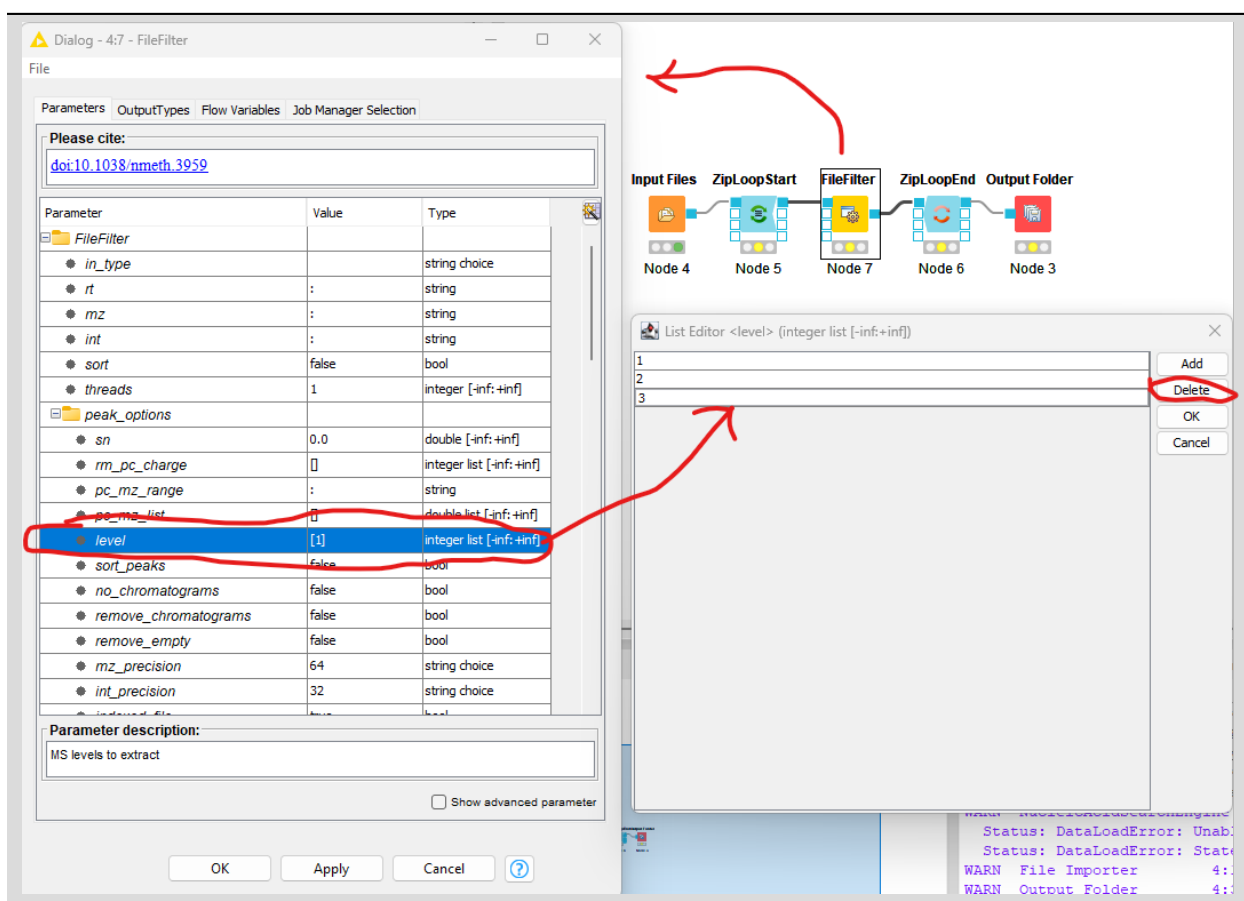 Dialog - 4:7 - FileFilter
File
Parameters OutputTypes Flow Variables Job Manager Selection
Please cite:
doi:10.1038/nmeth.3959
Parameter Value Type
FileFilter
in_type string choice
rt : string
mz : string
int : string
sort false bool
threads 1 integer [-inf:+inf]
peak_options
sn 0.0 double [-inf:+inf]
rm_pc_charge [] integer list [-inf:+inf]
pc_mz_range : string
pc_mz_list [] double list [-inf:+inf]
level [1] integer list [-inf:+inf]
sort_peaks false bool
no_chromatograms false bool
remove_chromatograms false bool
remove_empty false bool
mz_precision 64 string choice
int_precision 32 string choice
indexed_file true bool
Parameter description:
MS levels to extract
Show advanced parameter
OK Apply Cancel ?
Input Files ZipLoopStart FileFilter ZipLoopEnd Output Folder
Node 4 Node 5 Node 7 Node 6 Node 3
List Editor <level> (integer list [-inf:+inf])
1
2
3
Add
Delete
OK
Cancel
WARN NucleicAcidSearchEngine
Status: DataLoadError: Unabl
Status: DataLoadError: State
WARN File Importer 4:
WARN Output Folder 4: